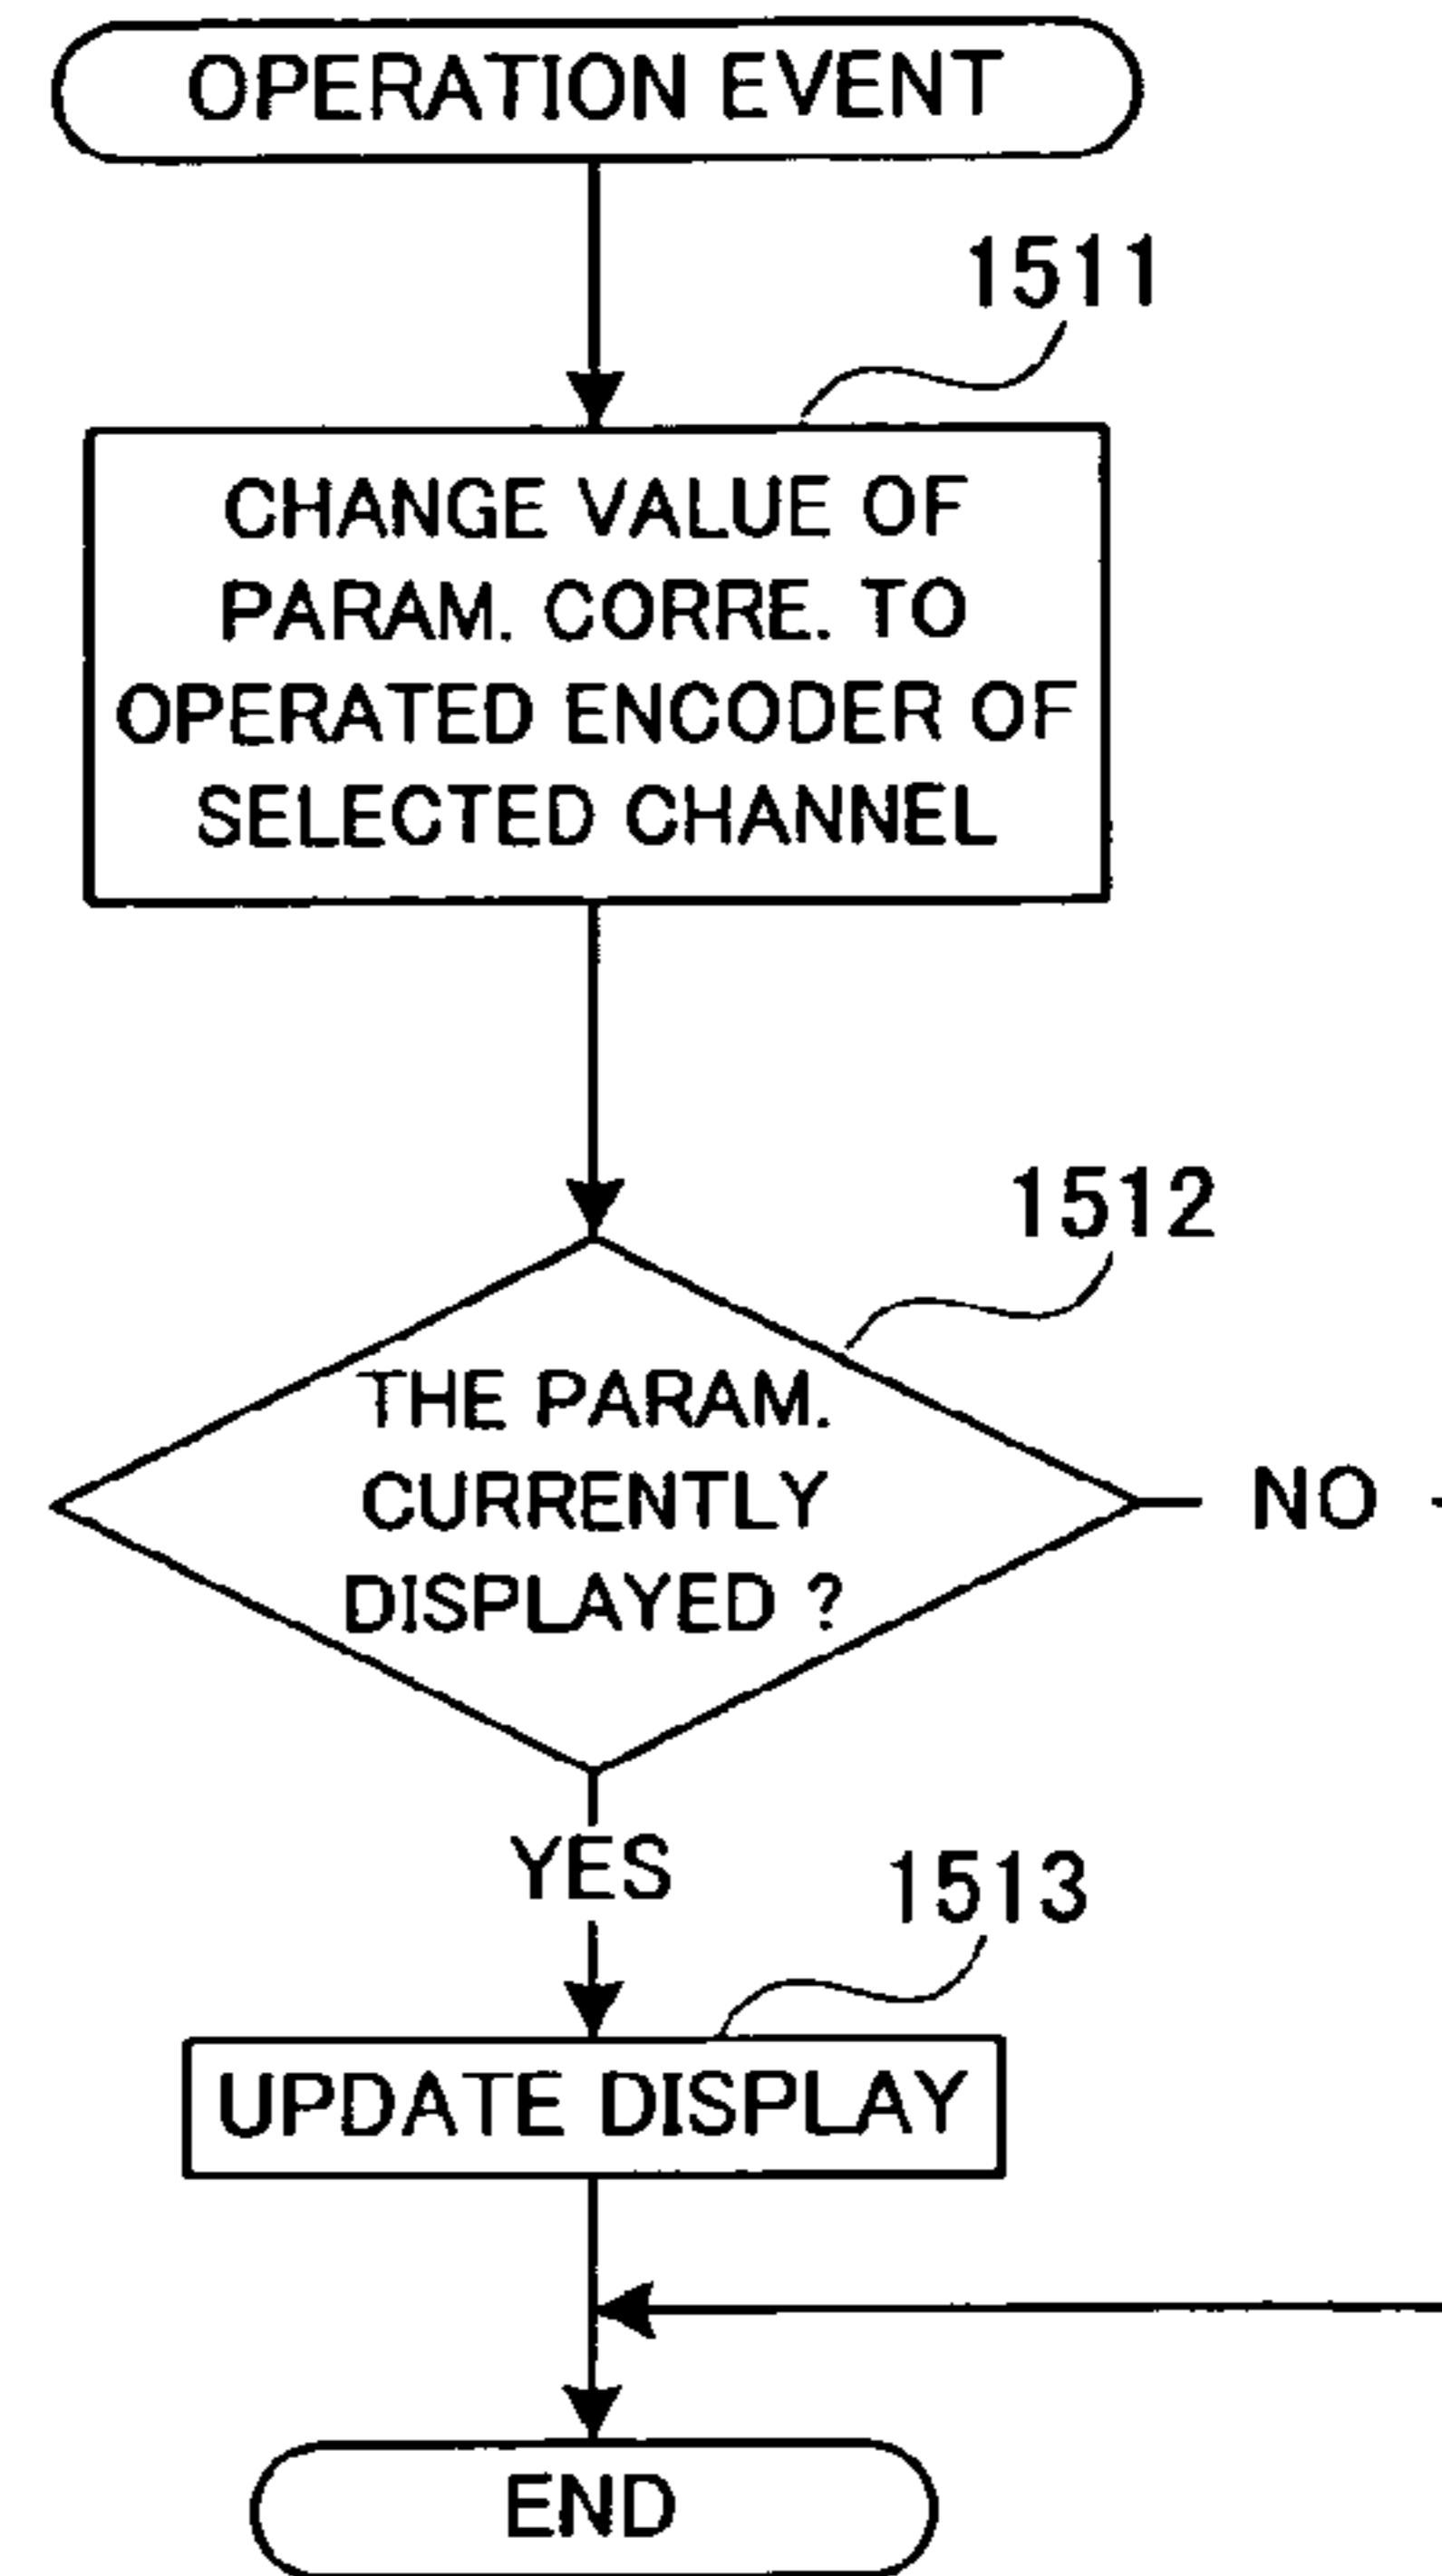 OPERATION EVENT
1511
CHANGE VALUE OF
PARAM. CORRE. TO
OPERATED ENCODER OF
SELECTED CHANNEL
1512
THE PARAM.
CURRENTLY
DISPLAYED ?
NO
YES
1513
UPDATE DISPLAY
END